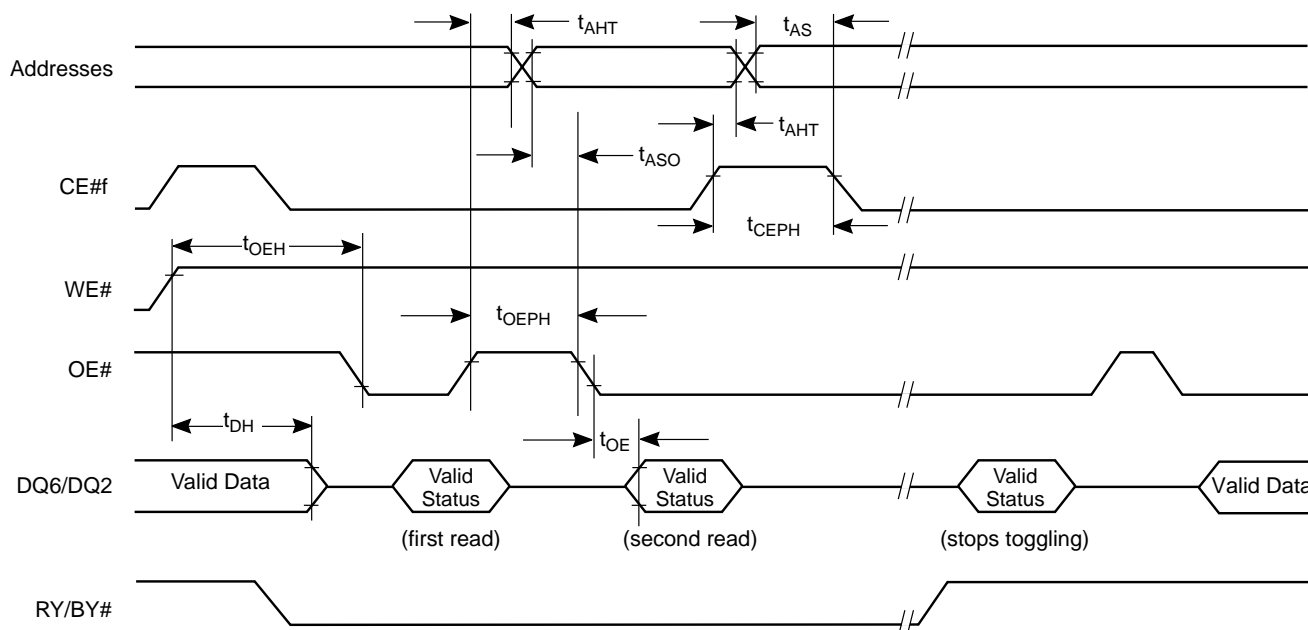 tAHT
tAS
Addresses
tAHT
tASO
CE#f
tCEPH
tOEH
WE#
tOEPH
OE#
tDH
tOE
DQ6/DQ2
Valid Data
Valid
Status
Valid
Status
Valid
Status
Valid Data
(first read)
(second read)
(stops toggling)
RY/BY#